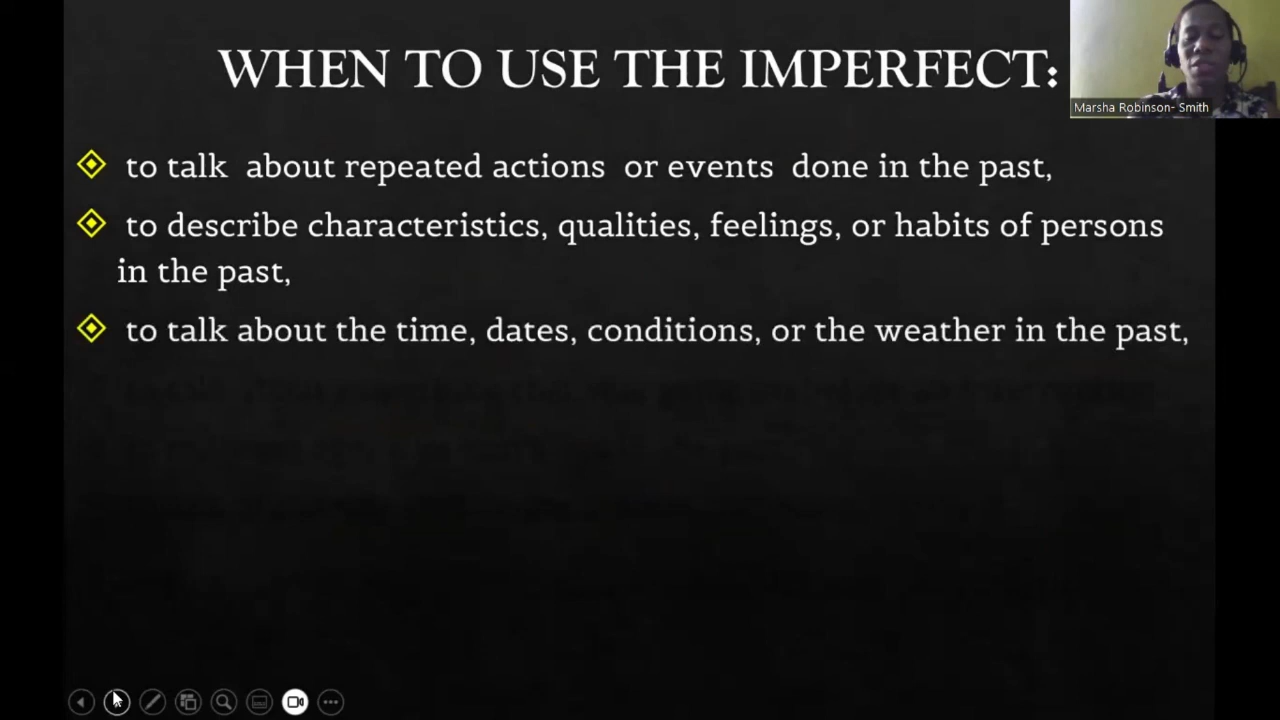 WHEN TO USE THE IMPERFECT:
Marsha Robinson- Smith
to talk about repeated actions or events done in the past,
to describe characteristics, qualities, feelings, or habits of persons
in the past,
to talk about the time, dates, conditions, or the weather in the past,